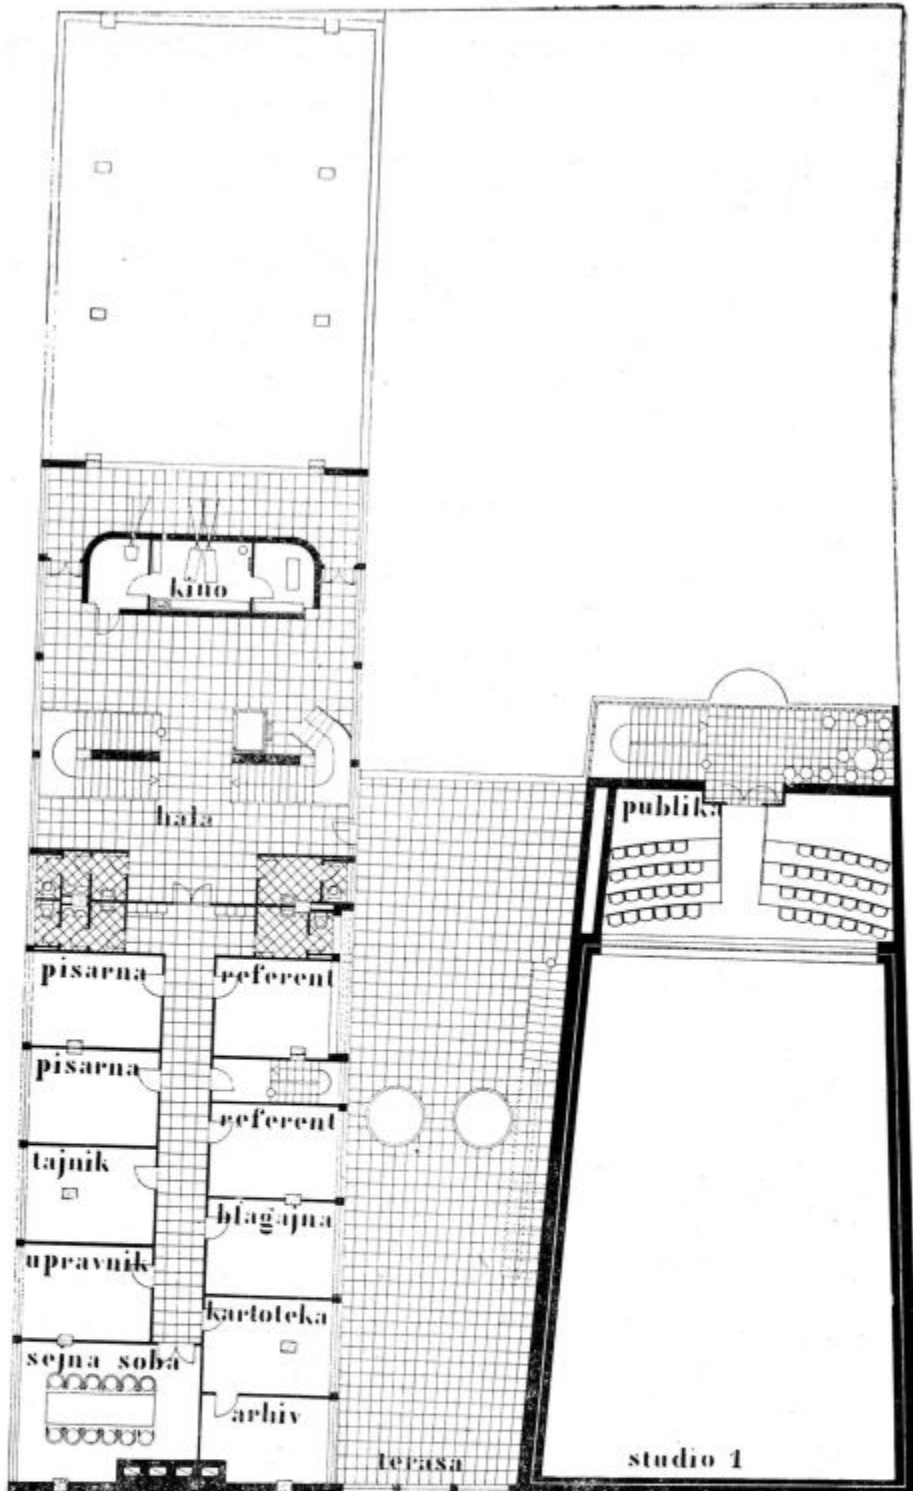 kino
hala
publika
pisarna
referent
pisarna
referent
tajnik
blagajna
upravnik
kartoteka
sejna soba
arhiv
terasa
studio 1